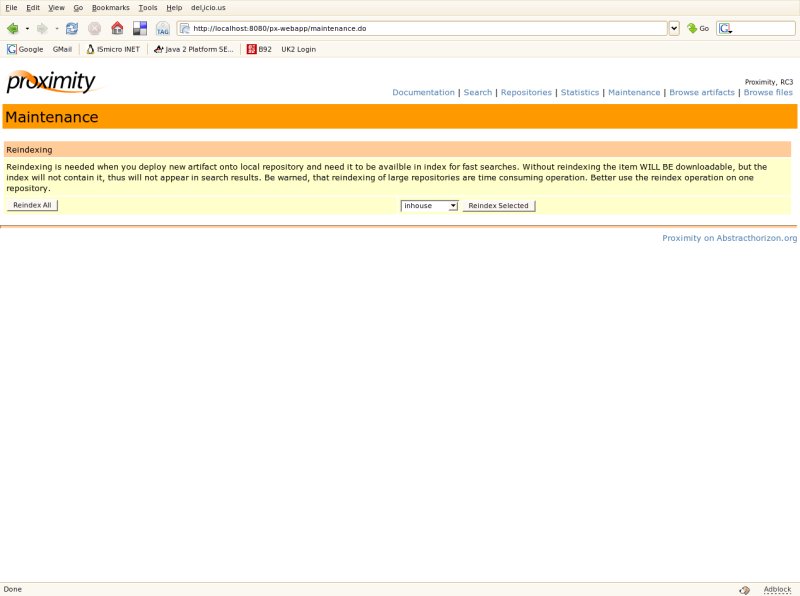 File Edit View Go Bookmarks Tools Help del.icio.us
http://localhost:8080/px-webapp/maintenance.do Go
TAG
Google GMail ISmicro INET Java 2 Platform SE... B92 UK2 Login
proximity
Proximity, RC3
Documentation | Search | Repositories | Statistics | Maintenance | Browse artifacts | Browse files
Maintenance
Reindexing
Reindexing is needed when you deploy new artifact onto local repository and need it to be availble in index for fast searches. Without reindexing the item WILL BE downloadable, but the
index will not contain it, thus will not appear in search results. Be warned, that reindexing of large repositories are time consuming operation. Better use the reindex operation on one
repository.
Reindex All inhouse Reindex Selected
Proximity on Abstracthorizon.org
Done Adblock